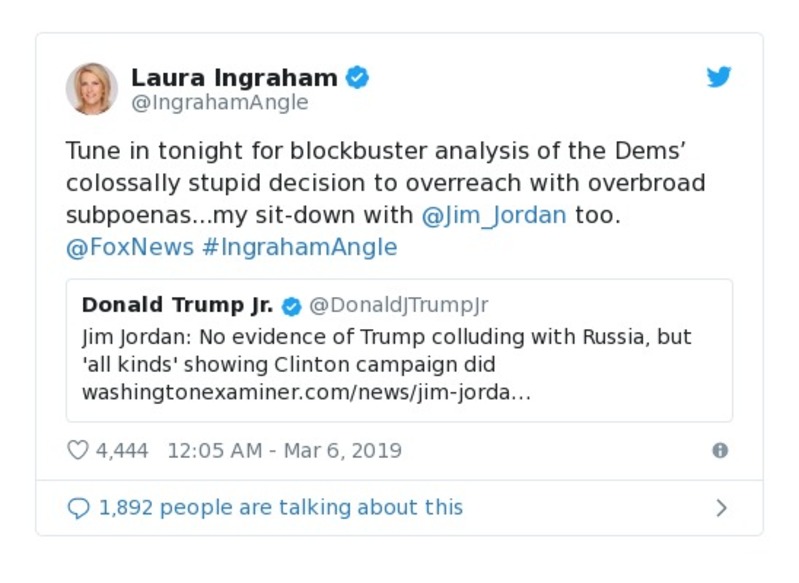 Laura Ingraham
@IngrahamAngle
Tune in tonight for blockbuster analysis of the Dems’
colossally stupid decision to overreach with overbroad
subpoenas...my sit-down with @Jim_Jordan too.
@FoxNews #IngrahamAngle
Donald Trump Jr. @DonaldJTrumpJr
Jim Jordan: No evidence of Trump colluding with Russia, but
'all kinds' showing Clinton campaign did
washingtonexaminer.com/news/jim-jorda…
4,444 12:05 AM - Mar 6, 2019
1,892 people are talking about this